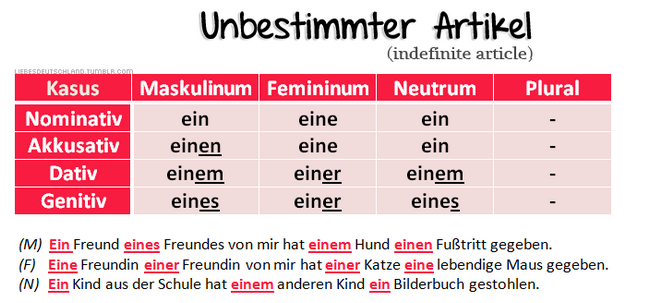 Unbestimmter Artikel
(indefinite article)
LIEBESDEUTSCHLAND.TUMBLR.COM
Kasus Maskulinum Femininum Neutrum Plural
Nominativ ein eine ein -
Akkusativ einen eine ein -
Dativ einem einer einem -
Genitiv eines einer eines -
(M) Ein Freund eines Freundes von mir hat einem Hund einen Fußtritt gegeben.
(F) Eine Freundin einer Freundin von mir hat einer Katze eine lebendige Maus gegeben.
(N) Ein Kind aus der Schule hat einem anderen Kind ein Bilderbuch gestohlen.